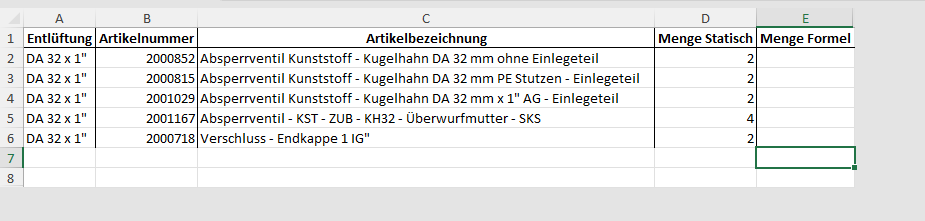 A B C D E
1 Entlüftung Artikelnummer Artikelbezeichnung Menge Statisch Menge Formel
2 DA 32 x 1" 2000852 Absperrventil Kunststoff - Kugelhahn DA 32 mm ohne Einlegeteil 2
3 DA 32 x 1" 2000815 Absperrventil Kunststoff - Kugelhahn DA 32 mm PE Stutzen - Einlegeteil 2
4 DA 32 x 1" 2001029 Absperrventil Kunststoff - Kugelhahn DA 32 mm x 1" AG - Einlegeteil 2
5 DA 32 x 1" 2001167 Absperrventil - KST - ZUB - KH32 - Überwurfmutter - SKS 4
6 DA 32 x 1" 2000718 Verschluss - Endkappe 1 IG" 2
7
8